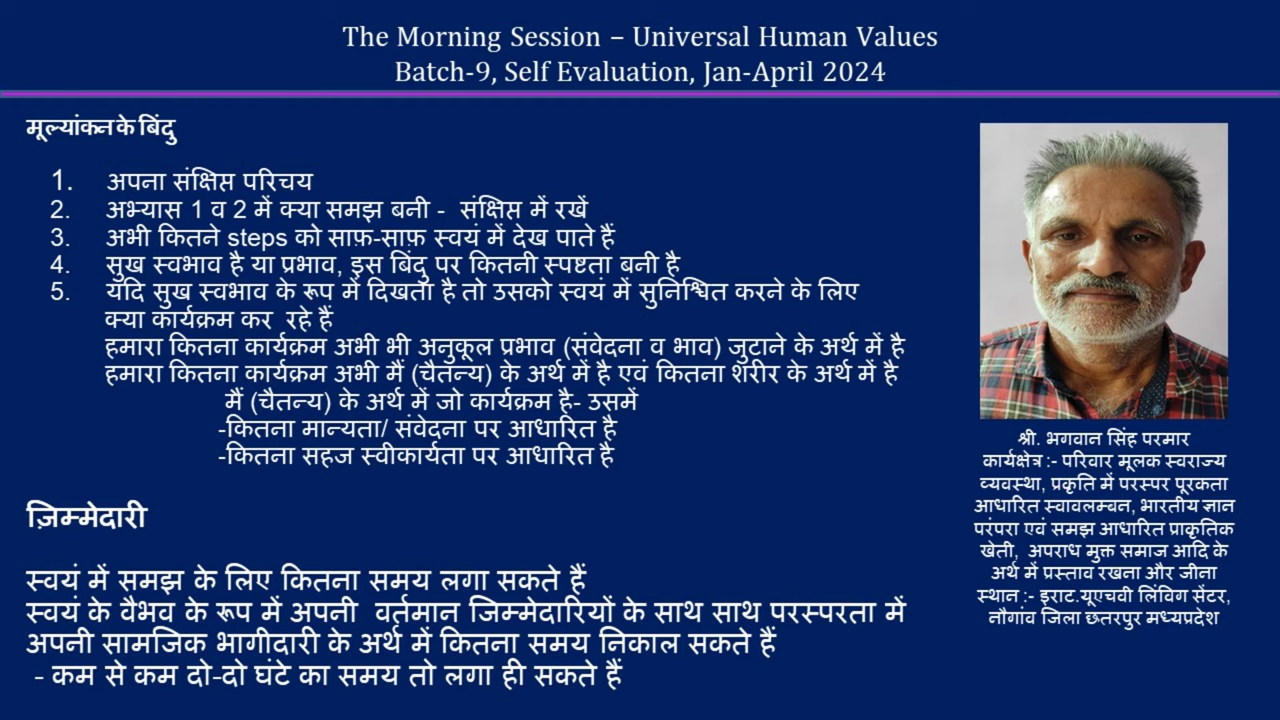 The Morning Session – Universal Human Values
Batch-9, Self Evaluation, Jan-April 2024
मूल्यांकन के बिंदु
1. अपना संक्षिप्त परिचय
2. अभ्यास 1 व 2 में क्या समझ बनी - संक्षिप्त में रखें
3. अभी कितने steps को साफ़-साफ़ स्वयं में देख पाते हैं
4. सुख स्वभाव है या प्रभाव, इस बिंदु पर कितनी स्पष्टता बनी है
5. यदि सुख स्वभाव के रूप में दिखता है तो उसको स्वयं में सुनिश्चित करने के लिए
क्या कार्यक्रम कर रहे हैं
हमारा कितना कार्यक्रम अभी भी अनुकूल प्रभाव (संवेदना व भाव) जुटाने के अर्थ में है
हमारा कितना कार्यक्रम अभी मैं (चैतन्य) के अर्थ में है एवं कितना शरीर के अर्थ में है
मैं (चैतन्य) के अर्थ में जो कार्यक्रम है- उसमें
-कितना मान्यता/ संवेदना पर आधारित है
-कितना सहज स्वीकार्यता पर आधारित है
ज़िम्मेदारी
स्वयं में समझ के लिए कितना समय लगा सकते हैं
स्वयं के वैभव के रूप में अपनी वर्तमान जिम्मेदारियों के साथ साथ परस्परता में
अपनी सामजिक भागीदारी के अर्थ में कितना समय निकाल सकते हैं
- कम से कम दो-दो घंटे का समय तो लगा ही सकते हैं
श्री. भगवान सिंह परमार
कार्यक्षेत्र :- परिवार मूलक स्वराज्य
व्यवस्था, प्रकृति में परस्पर पूरकता
आधारित स्वावलम्बन, भारतीय ज्ञान
परंपरा एवं समझ आधारित प्राकृतिक
खेती, अपराध मुक्त समाज आदि के
अर्थ में प्रस्ताव रखना और जीना
स्थान :- इराट.यूएचवी लिविग सेंटर,
नौगांव जिला छतरपुर मध्यप्रदेश